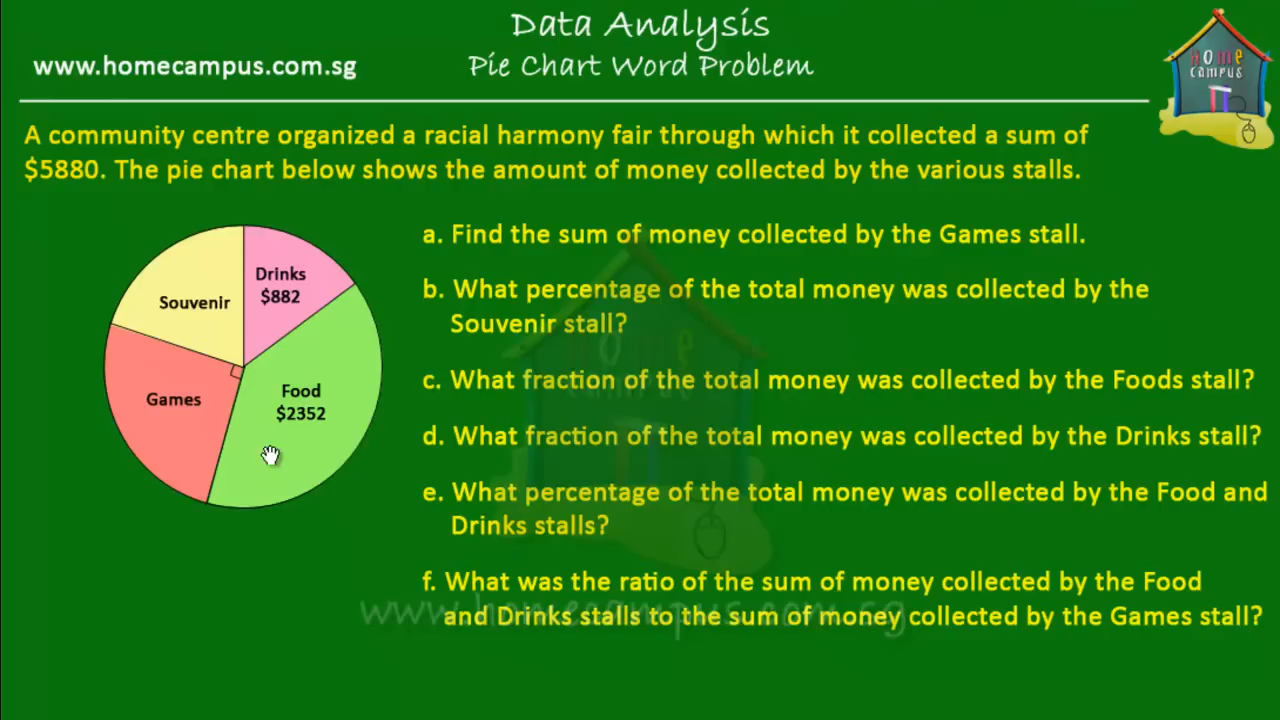 Data Analysis
www.homecampus.com.sg
Pie Chart Word Problem
Home
campus
A community centre organized a racial harmony fair through which it collected a sum of
$5880. The pie chart below shows the amount of money collected by the various stalls.
Drinks
$882
Souvenir
Games
Food
$2352
a. Find the sum of money collected by the Games stall.
b. What percentage of the total money was collected by the
Souvenir stall?
c. What fraction of the total money was collected by the Foods stall?
d. What fraction of the total money was collected by the Drinks stall?
e. What percentage of the total money was collected by the Food and
Drinks stalls?
f. What was the ratio of the sum of money collected by the Food
and Drinks stalls to the sum of money collected by the Games stall?
www.homecampus.com.sg